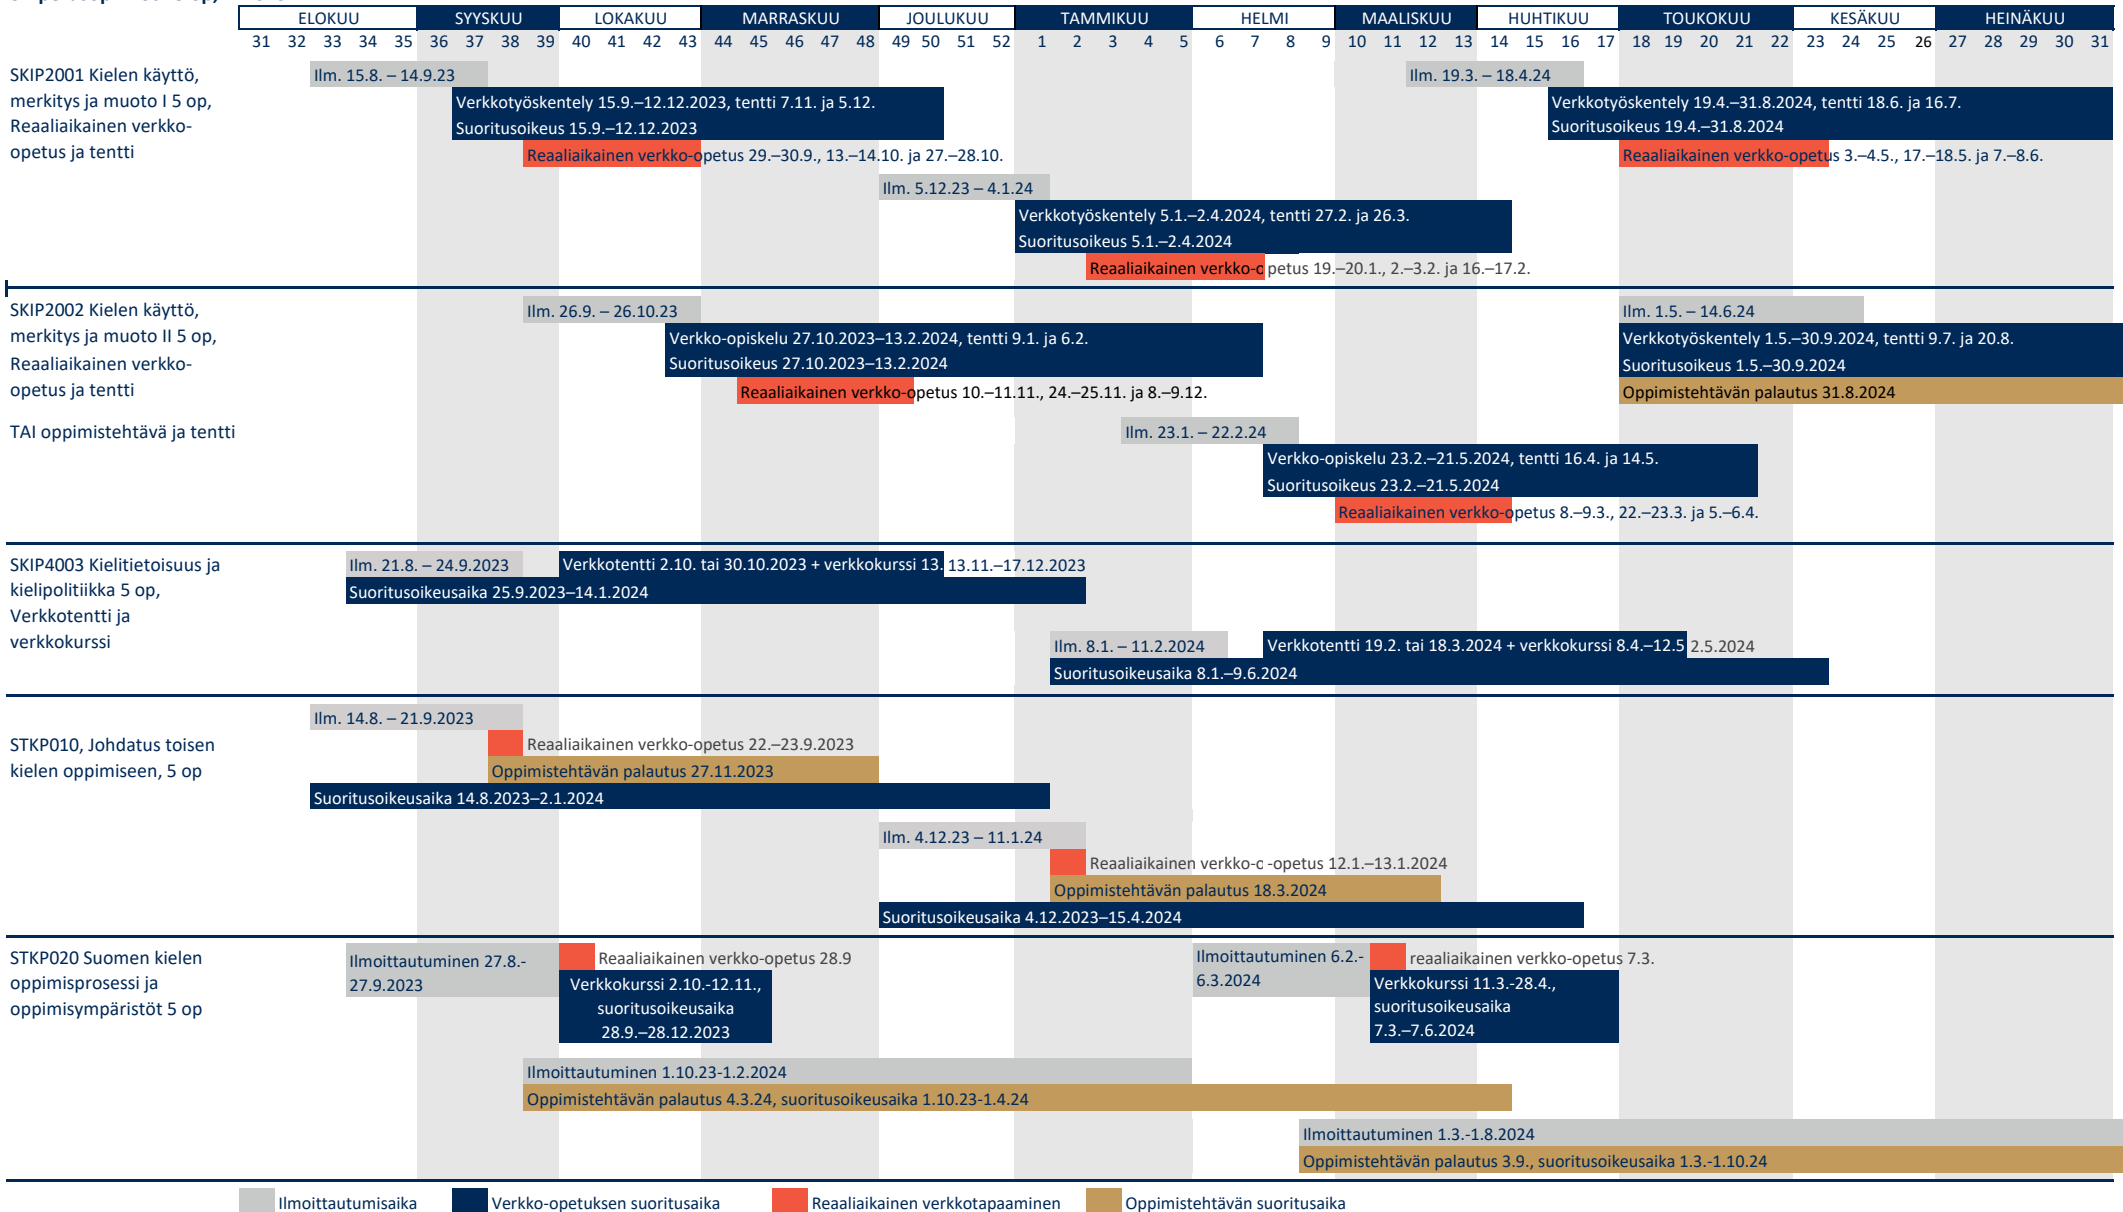 ELOKUU SYYSKUU LOKAKUU MARRASKUU JOULUKUU TAMMIKUU HELMI MAALISKUU HUHTIKUU TOUKOKUU KESÄKUU HEINÄKUU
31 32 33 34 35 36 37 38 39 40 41 42 43 44 45 46 47 48 49 50 51 52 1 2 3 4 5 6 7 8 9 10 11 12 13 14 15 16 17 18 19 20 21 22 23 24 25 26 27 28 29 30 31
SKIP2001 Kielen käyttö,
merkitys ja muoto I 5 op,
Reaaliaikainen verkko-
opetus ja tentti
Ilm. 15.8. – 14.9.23
Verkkotyöskentely 15.9.–12.12.2023, tentti 7.11. ja 5.12.
Suoritusoikeus 15.9.–12.12.2023
Reaaliaikainen verkko-opetus 29.–30.9., 13.–14.10. ja 27.–28.10.
Ilm. 19.3. – 18.4.24
Verkkotyöskentely 19.4.–31.8.2024, tentti 18.6. ja 16.7.
Suoritusoikeus 19.4.–31.8.2024
Reaaliaikainen verkko-opetus 3.–4.5., 17.–18.5. ja 7.–8.6.
Ilm. 5.12.23 – 4.1.24
Verkkotyöskentely 5.1.–2.4.2024, tentti 27.2. ja 26.3.
Suoritusoikeus 5.1.–2.4.2024
Reaaliaikainen verkko-c petus 19.–20.1., 2.–3.2. ja 16.–17.2.
SKIP2002 Kielen käyttö,
merkitys ja muoto II 5 op,
Reaaliaikainen verkko-
opetus ja tentti
Ilm. 26.9. – 26.10.23
Verkko-opiskelu 27.10.2023–13.2.2024, tentti 9.1. ja 6.2.
Suoritusoikeus 27.10.2023–13.2.2024
Reaaliaikainen verkko-opetus 10.–11.11., 24.–25.11. ja 8.–9.12.
Ilm. 1.5. – 14.6.24
Verkkotyöskentely 1.5.–30.9.2024, tentti 9.7. ja 20.8.
Suoritusoikeus 1.5.–30.9.2024
Oppimistehtävän palautus 31.8.2024
TAI oppimistehtävä ja tentti
Ilm. 23.1. – 22.2.24
Verkko-opiskelu 23.2.–21.5.2024, tentti 16.4. ja 14.5.
Suoritusoikeus 23.2.–21.5.2024
Reaaliaikainen verkko-opetus 8.–9.3., 22.–23.3. ja 5.–6.4.
SKIP4003 Kielitietoisuus ja
kielipolitiikka 5 op,
Verkkotentti ja
verkkokurssi
Ilm. 21.8. – 24.9.2023
Verkkotentti 2.10. tai 30.10.2023 + verkkokurssi 13. 13.11.–17.12.2023
Suoritusoikeusaika 25.9.2023–14.1.2024
Ilm. 8.1. – 11.2.2024
Verkkotentti 19.2. tai 18.3.2024 + verkkokurssi 8.4.–12.5 2.5.2024
Suoritusoikeusaika 8.1.–9.6.2024
STKP010, Johdatus toisen
kielen oppimiseen, 5 op
Ilm. 14.8. – 21.9.2023
Reaaliaikainen verkko-opetus 22.–23.9.2023
Oppimistehtävän palautus 27.11.2023
Suoritusoikeusaika 14.8.2023–2.1.2024
Ilm. 4.12.23 – 11.1.24
Reaaliaikainen verkko-c -opetus 12.1.–13.1.2024
Oppimistehtävän palautus 18.3.2024
Suoritusoikeusaika 4.12.2023–15.4.2024
STKP020 Suomen kielen
oppimisprosessi ja
oppimisympäristöt 5 op
Ilmoittautuminen 27.8.-
27.9.2023
Reaaliaikainen verkko-opetus 28.9
Verkkokurssi 2.10.-12.11.,
suoritusoikeusaika
28.9.–28.12.2023
Ilmoittautuminen 6.2.-
6.3.2024
reaaliaikainen verkko-opetus 7.3.
Verkkokurssi 11.3.-28.4.,
suoritusoikeusaika
7.3.–7.6.2024
Ilmoittautuminen 1.10.23-1.2.2024
Oppimistehtävän palautus 4.3.24, suoritusoikeusaika 1.10.23-1.4.24
Ilmoittautuminen 1.3.-1.8.2024
Oppimistehtävän palautus 3.9., suoritusoikeusaika 1.3.-1.10.24
Ilmoittautumisaika Verkko-opetuksen suoritusaika Reaaliaikainen verkkotapaaminen Oppimistehtävän suoritusaika